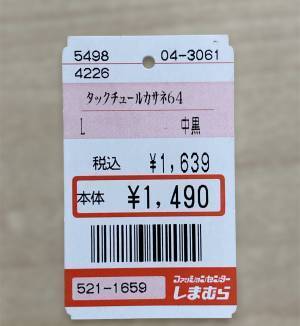 5498 04-3061
4226
タックチュールカサネ64
L 中黒
税込 ¥1,639
本体 ¥1,490
521-1659
ファッションセンター
しまむら